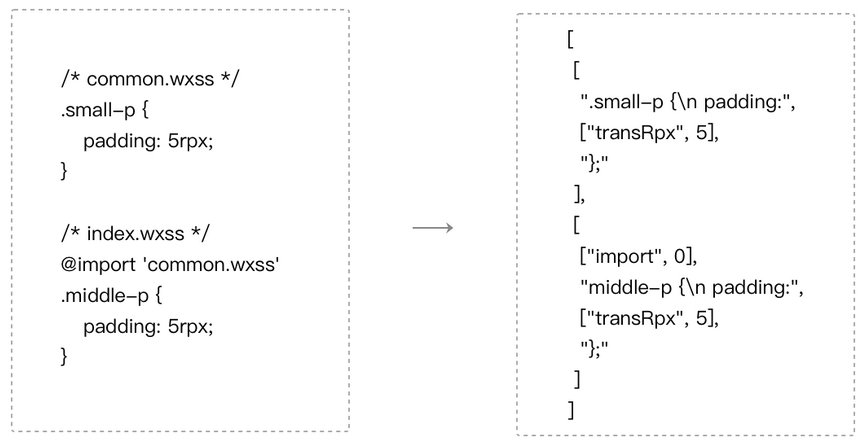 /* common.wxss */
.small-p {
    padding: 5rpx;
}

/* index.wxss */
@import 'common.wxss'
.middle-p {
    padding: 5rpx;
}

[
 [
  ".small-p {\n padding:",
  ["transRpx", 5],
  "};"
 ],
 [
  ["import", 0],
  "middle-p {\n padding:",
  ["transRpx", 5],
  "};"
 ]
]